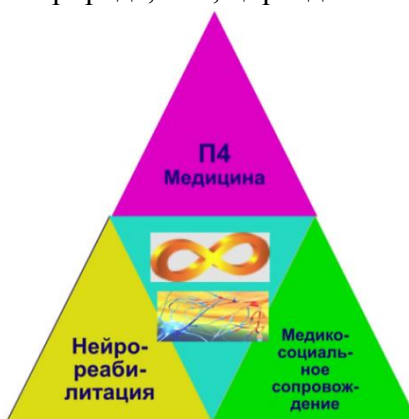 П4
Медицина
Нейро-
реаби-
литация
Медико-
социаль-
ное
сопровож-
дение